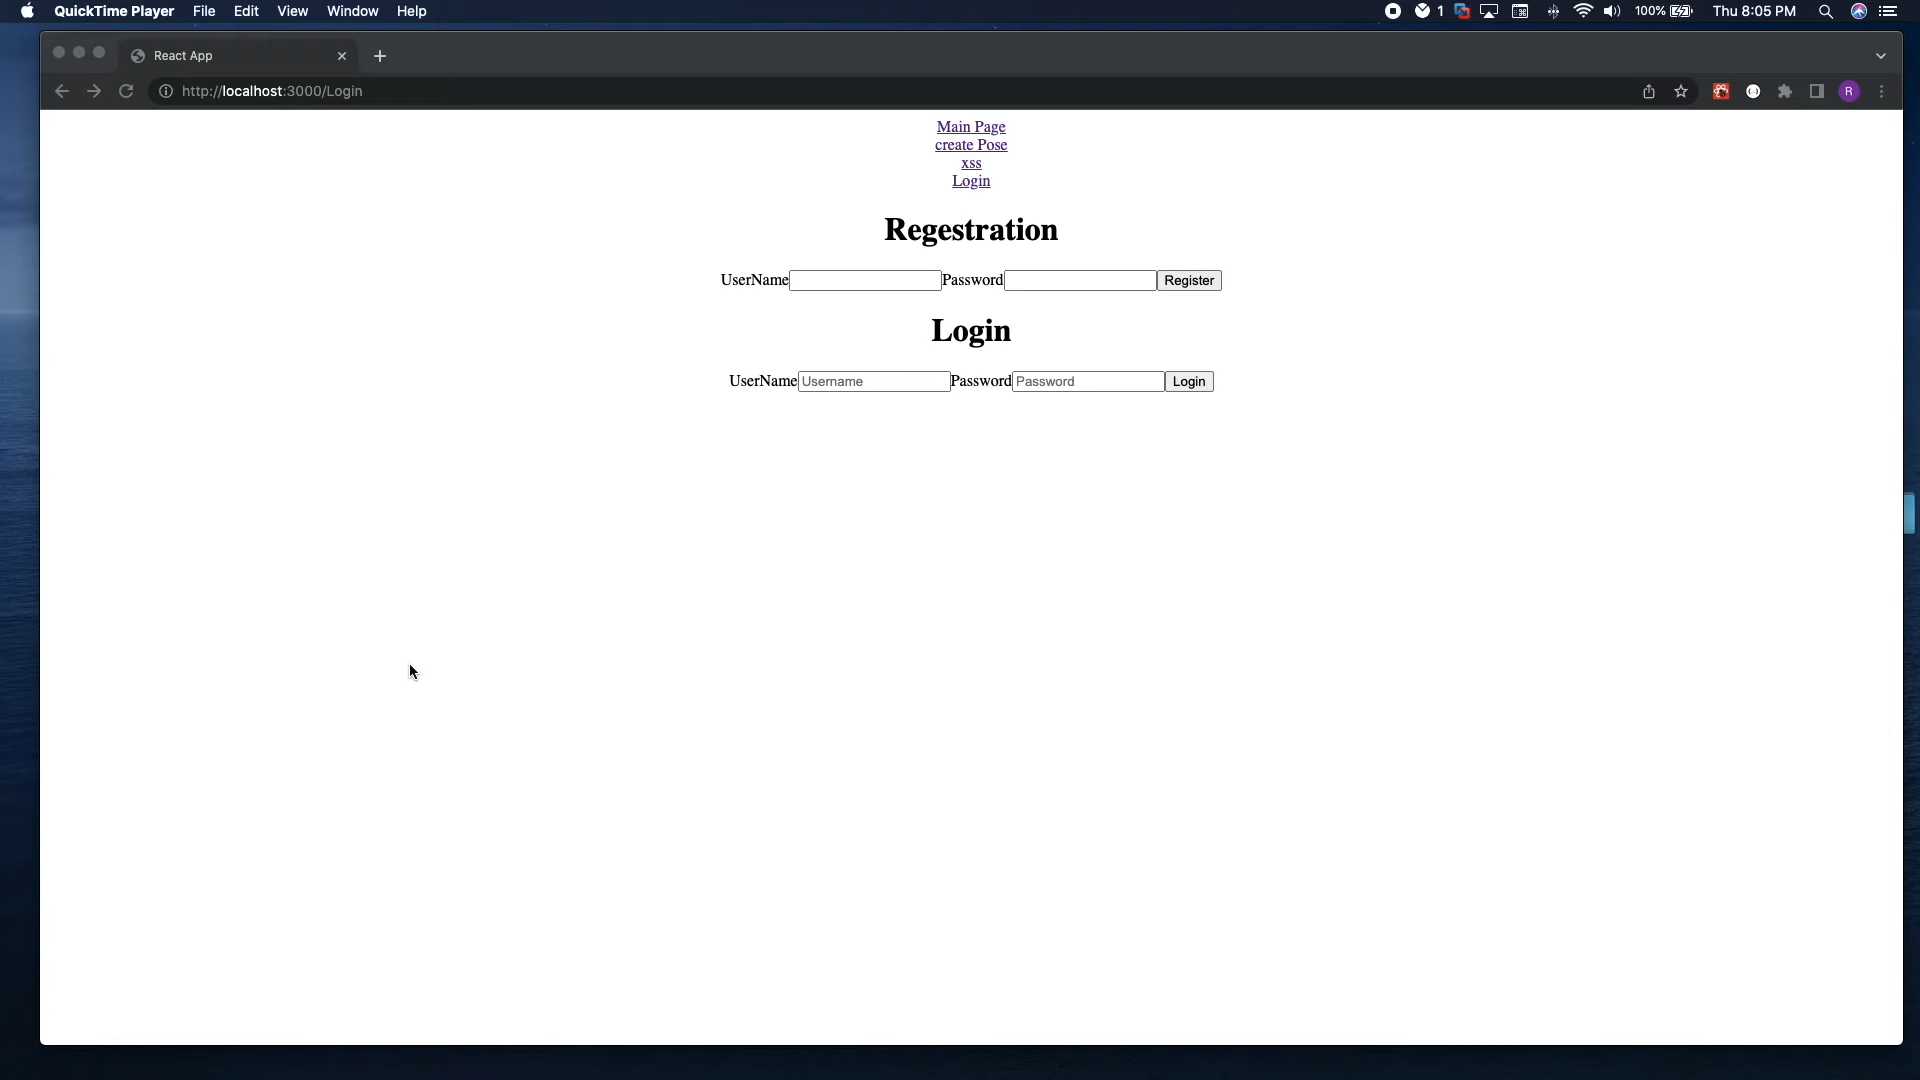 QuickTime Player File Edit View Window Help 1 100% Thu 8:05 PM
React App
http://localhost:3000/Login R
Main Page
create Pose
xss
Login
Regestration
UserName Password Register
Login
UserName Username Password Password Login